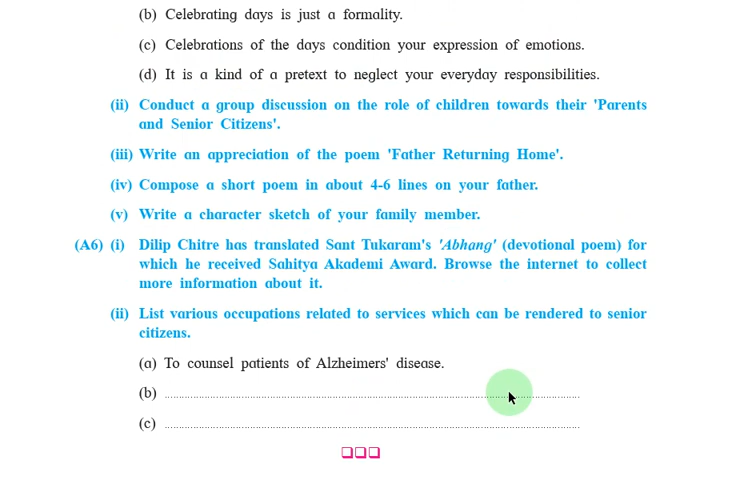 (b) Celebrating days is just a formality.
(c) Celebrations of the days condition your expression of emotions.
(d) It is a kind of a pretext to neglect your everyday responsibilities.
(ii) Conduct a group discussion on the role of children towards their 'Parents
and Senior Citizens'.
(iii) Write an appreciation of the poem 'Father Returning Home'.
(iv) Compose a short poem in about 4-6 lines on your father.
(v) Write a character sketch of your family member.
(A6) (i) Dilip Chitre has translated Sant Tukaram's 'Abhang' (devotional poem) for
which he received Sahitya Akademi Award. Browse the internet to collect
more information about it.
(ii) List various occupations related to services which can be rendered to senior
citizens.
(a) To counsel patients of Alzheimers' disease.
(b)
(c)